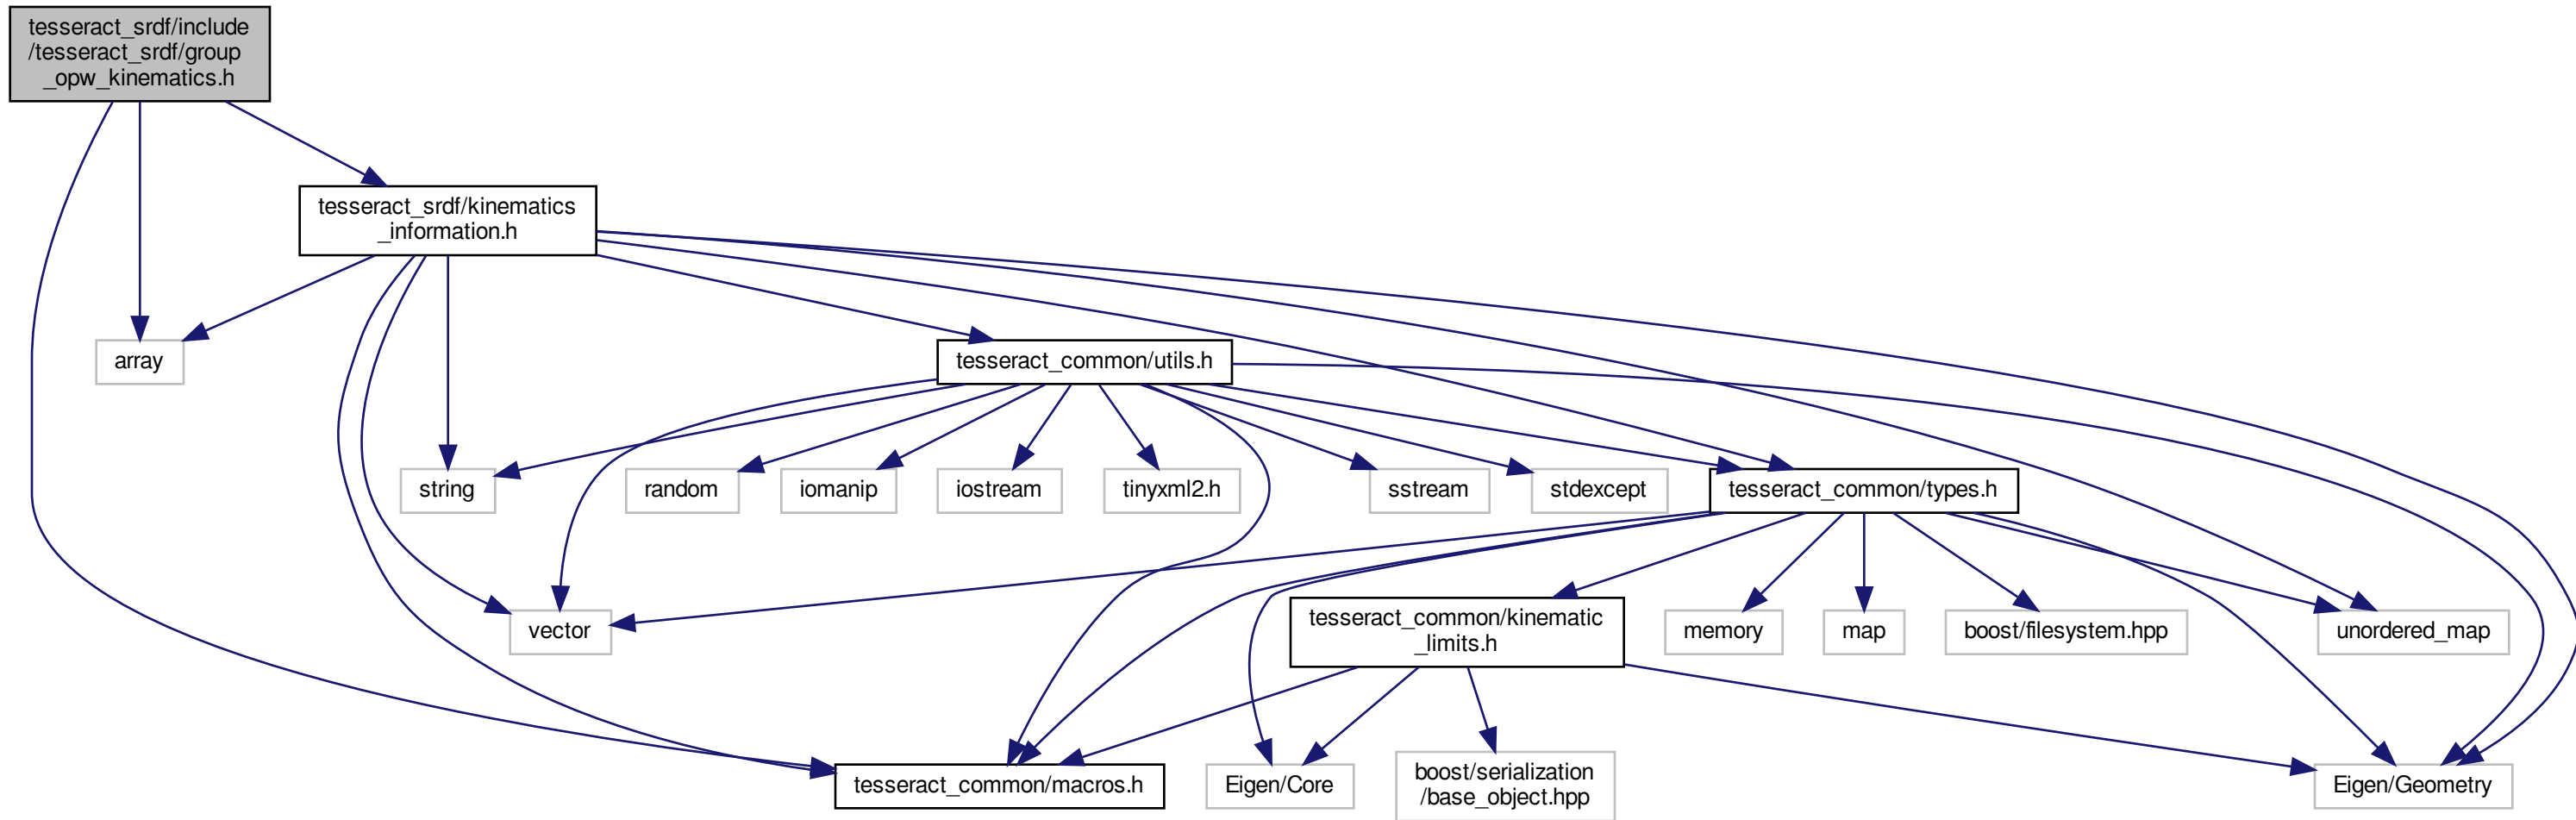 tesseract_srdf/include
/tesseract_srdf/group
_opw_kinematics.h
tesseract_srdf/kinematics
_information.h
array
tesseract_common/utils.h
string
random
iomanip
iostream
tinyxml2.h
sstream
stdexcept
tesseract_common/types.h
vector
tesseract_common/kinematic
_limits.h
memory
map
boost/filesystem.hpp
unordered_map
tesseract_common/macros.h
Eigen/Core
boost/serialization
/base_object.hpp
Eigen/Geometry